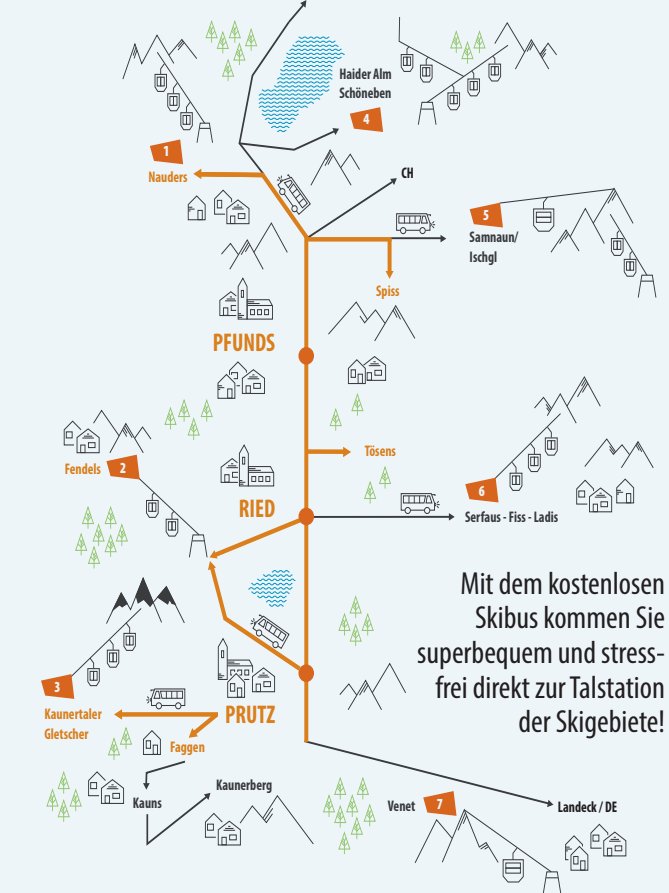 Haider Alm
Schöneben
4
1
Nauders
CH
5
Samnaun/
Ischgl
Spiss
PFUNDS
Tösens
Fendels
2
RIED
6
Serfaus - Fiss - Ladis
Mit dem kostenlosen
Skibus kommen Sie
superbequem und stress-
frei direkt zur Talstation
der Skigebiete!
3
Kaunertaler
Gletscher
PRUTZ
Faggen
Kauns
Kaunerberg
Venet
7
Landeck / DE